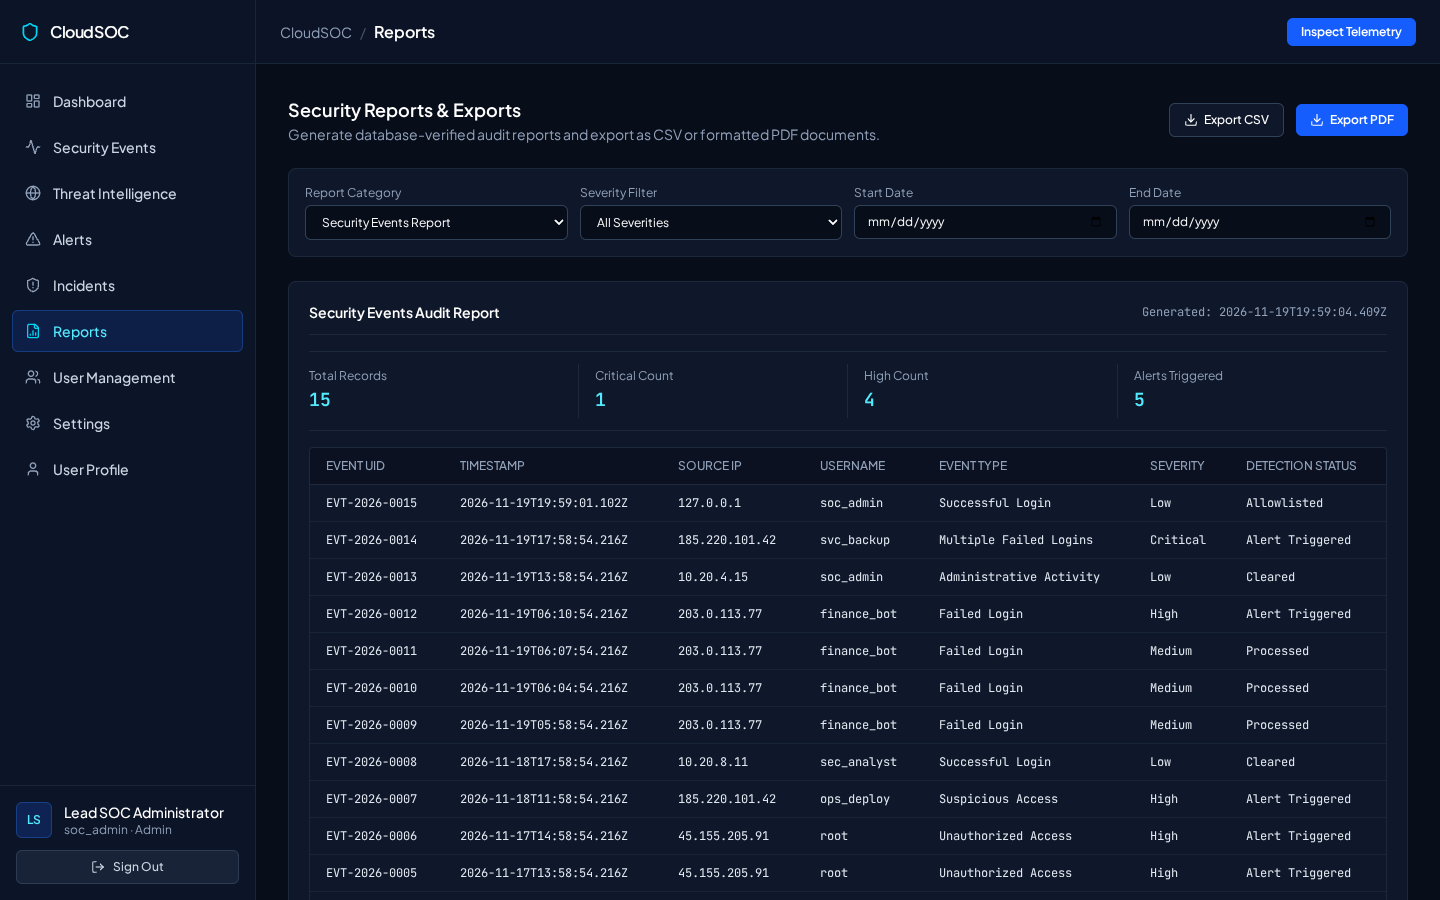 CloudSOC
CloudSOC / Reports
Inspect Telemetry
Dashboard
Security Events
Threat Intelligence
Alerts
Incidents
Reports
User Management
Settings
User Profile
LS
Lead SOC Administrator
soc_admin · Admin
Sign Out
Security Reports & Exports
Generate database-verified audit reports and export as CSV or formatted PDF documents.
Export CSV
Export PDF
Report Category
Severity Filter
Start Date
End Date
Security Events Report
All Severities
mm/dd/yyyy
mm/dd/yyyy
Security Events Audit Report
Generated: 2026-11-19T19:59:04.409Z
Total Records
15
Critical Count
1
High Count
4
Alerts Triggered
5
EVENT UID TIMESTAMP SOURCE IP USERNAME EVENT TYPE SEVERITY DETECTION STATUS
EVT-2026-0015 2026-11-19T19:59:01.102Z 127.0.0.1 soc_admin Successful Login Low Allowlisted
EVT-2026-0014 2026-11-19T17:58:54.216Z 185.220.101.42 svc_backup Multiple Failed Logins Critical Alert Triggered
EVT-2026-0013 2026-11-19T13:58:54.216Z 10.20.4.15 soc_admin Administrative Activity Low Cleared
EVT-2026-0012 2026-11-19T06:10:54.216Z 203.0.113.77 finance_bot Failed Login High Alert Triggered
EVT-2026-0011 2026-11-19T06:07:54.216Z 203.0.113.77 finance_bot Failed Login Medium Processed
EVT-2026-0010 2026-11-19T06:04:54.216Z 203.0.113.77 finance_bot Failed Login Medium Processed
EVT-2026-0009 2026-11-19T05:58:54.216Z 203.0.113.77 finance_bot Failed Login Medium Processed
EVT-2026-0008 2026-11-18T17:58:54.216Z 10.20.8.11 sec_analyst Successful Login Low Cleared
EVT-2026-0007 2026-11-18T11:58:54.216Z 185.220.101.42 ops_deploy Suspicious Access High Alert Triggered
EVT-2026-0006 2026-11-17T14:58:54.216Z 45.155.205.91 root Unauthorized Access High Alert Triggered
EVT-2026-0005 2026-11-17T13:58:54.216Z 45.155.205.91 root Unauthorized Access High Alert Triggered